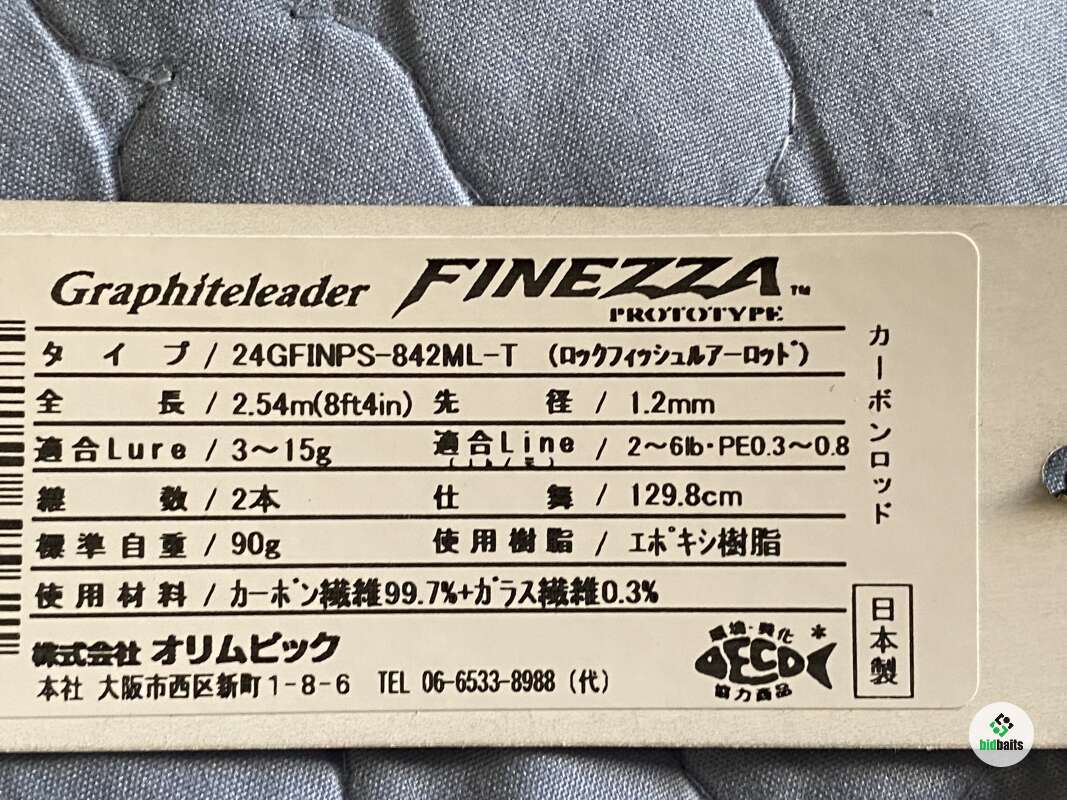 Graphiteleader FINEZZA™
PROTOTYPE
タイプ / 24GFINPS-842ML-T (ロックフィッシュルアーロッド)
全長 / 2.54m(8ft4in) 先径 / 1.2mm
適合Lure / 3～15g 適合Line / 2～6lb・PE0.3～0.8
継数 / 2本 仕舞 / 129.8cm
標準自重 / 90g 使用樹脂 / エポキシ樹脂
使用材料 / カーボン繊維99.7%+ガラス繊維0.3%
株式会社 オリムピック
本社 大阪市西区新町1-8-6 TEL 06-6533-8988 (代)
カーボンロッド
環境・美化
日本製
協力商品
bidbaits